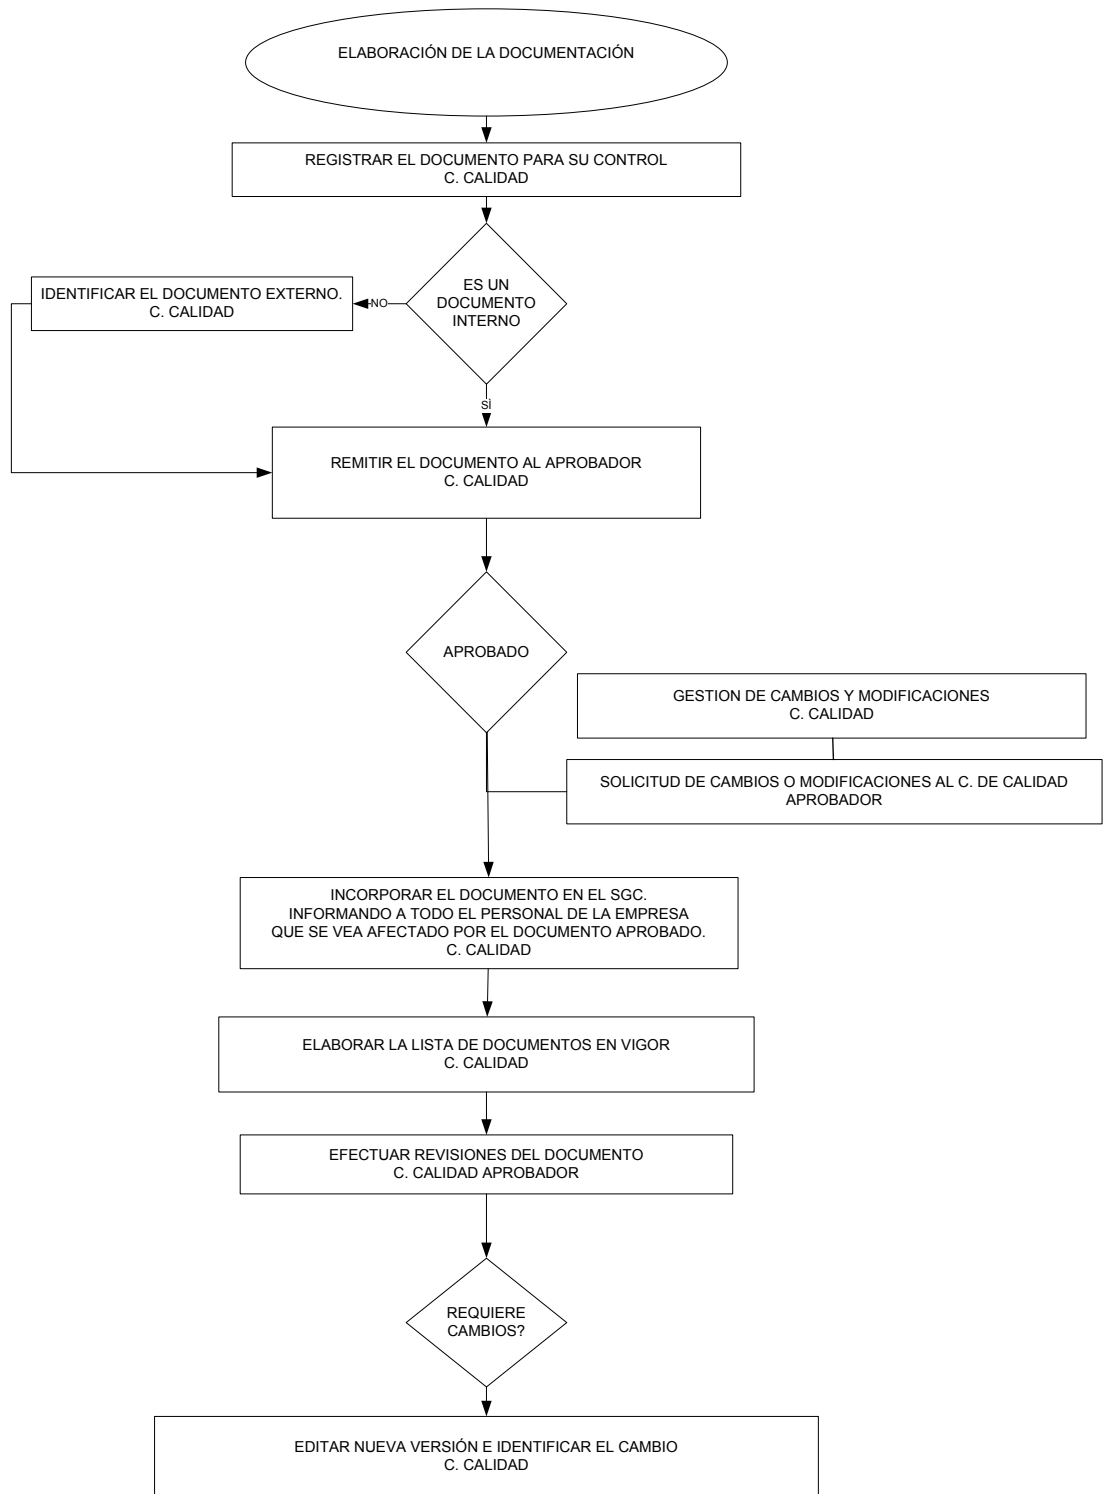 ELABORACIÓN DE LA DOCUMENTACIÓN
REGISTRAR EL DOCUMENTO PARA SU CONTROL
C. CALIDAD
ES UN
DOCUMENTO
INTERNO
NO
IDENTIFICAR EL DOCUMENTO EXTERNO.
C. CALIDAD
SÌ
REMITIR EL DOCUMENTO AL APROBADOR
C. CALIDAD
APROBADO
GESTION DE CAMBIOS Y MODIFICACIONES
C. CALIDAD
SOLICITUD DE CAMBIOS O MODIFICACIONES AL C. DE CALIDAD
APROBADOR
INCORPORAR EL DOCUMENTO EN EL SGC.
INFORMANDO A TODO EL PERSONAL DE LA EMPRESA
QUE SE VEA AFECTADO POR EL DOCUMENTO APROBADO.
C. CALIDAD
ELABORAR LA LISTA DE DOCUMENTOS EN VIGOR
C. CALIDAD
EFECTUAR REVISIONES DEL DOCUMENTO
C. CALIDAD APROBADOR
REQUIERE
CAMBIOS?
EDITAR NUEVA VERSIÓN E IDENTIFICAR EL CAMBIO
C. CALIDAD